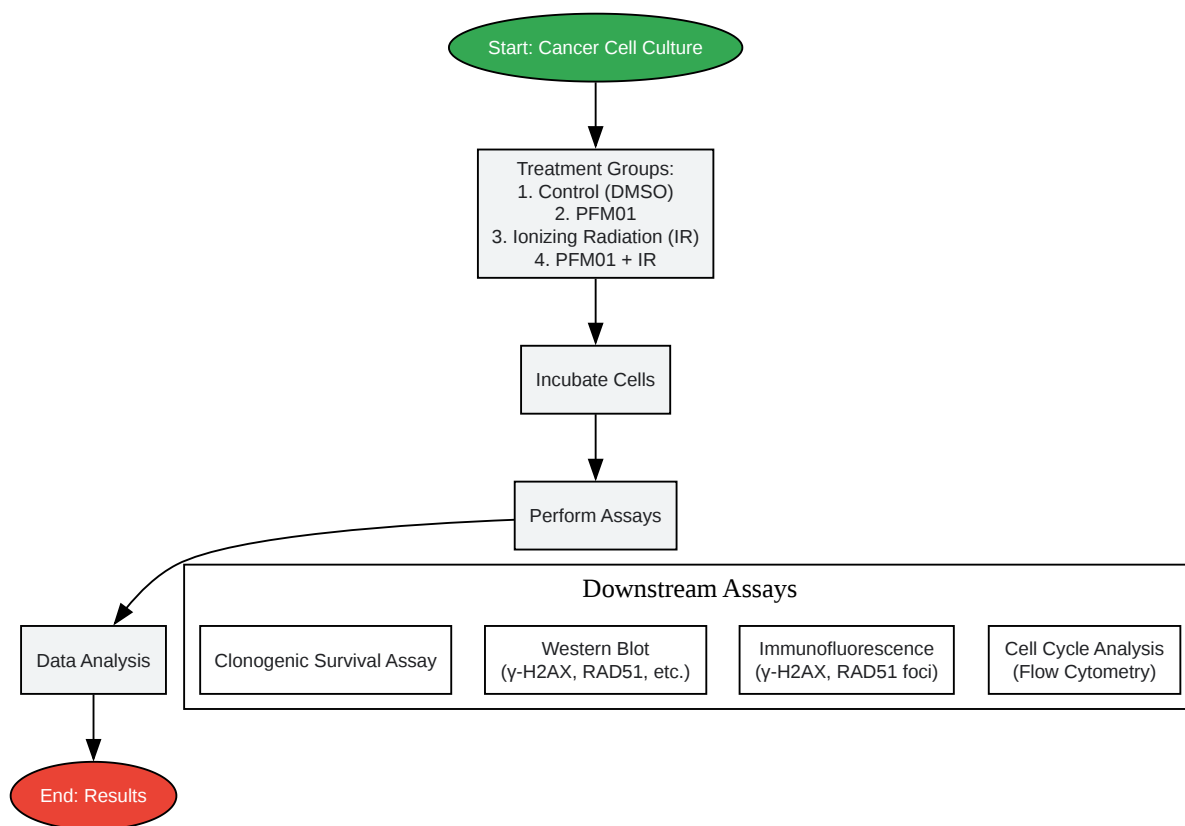 Start: Cancer Cell Culture
Treatment Groups:
1. Control (DMSO)
2. PFM01
3. Ionizing Radiation (IR)
4. PFM01 + IR
Incubate Cells
Perform Assays
Downstream Assays
Data Analysis
Clonogenic Survival Assay
Western Blot
(γ-H2AX, RAD51, etc.)
Immunofluorescence
(γ-H2AX, RAD51 foci)
Cell Cycle Analysis
(Flow Cytometry)
End: Results